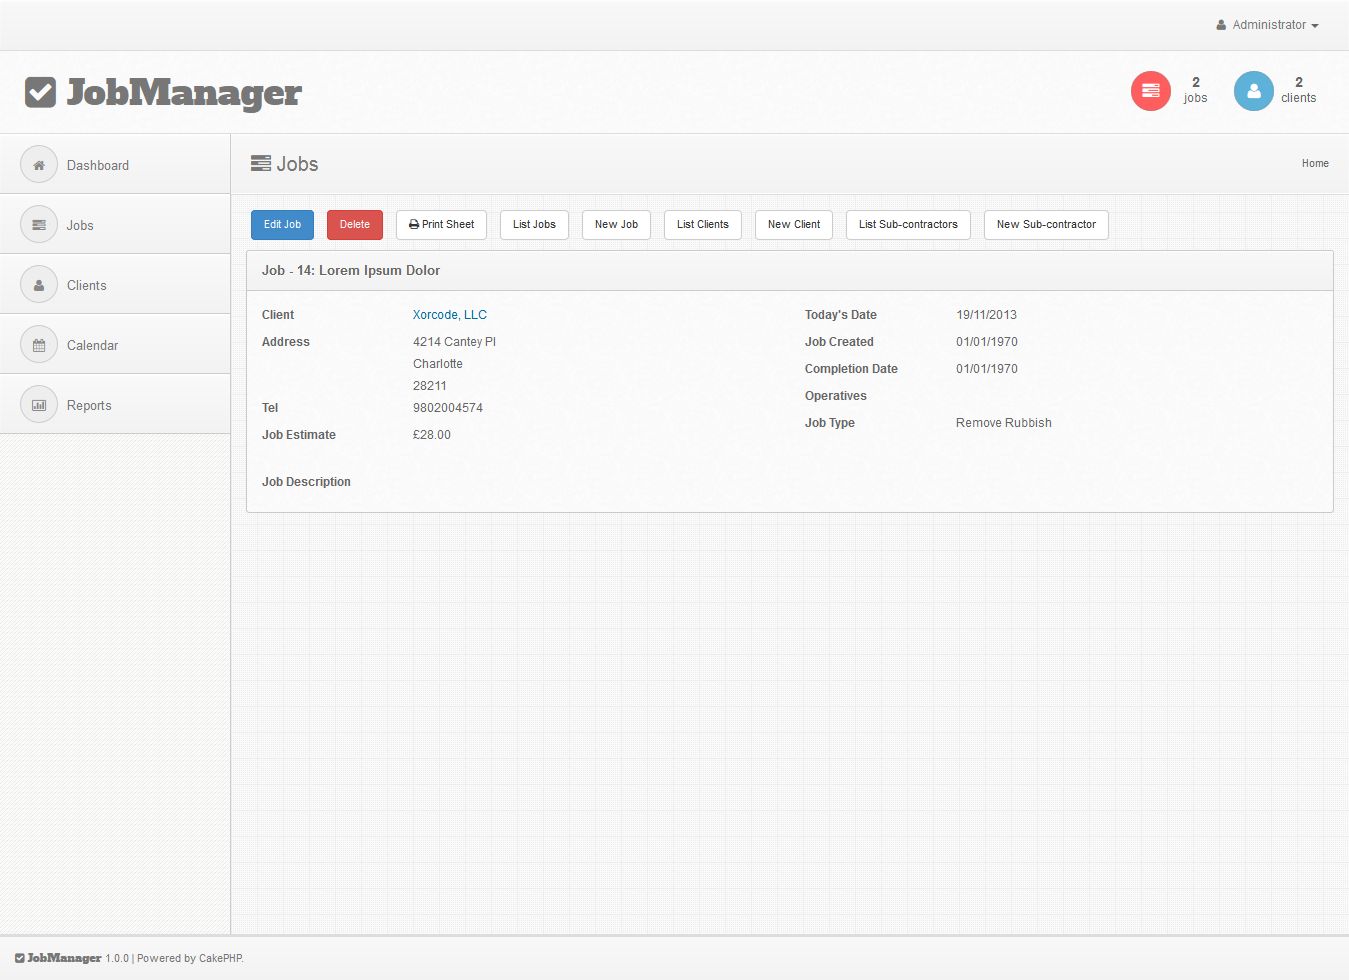 Administrator
JobManager
2
jobs
2
clients
Dashboard
Jobs
Clients
Calendar
Reports
Jobs
Home
Edit Job
Delete
Print Sheet
List Jobs
New Job
List Clients
New Client
List Sub-contractors
New Sub-contractor
Job - 14: Lorem Ipsum Dolor
Client Xorcode, LLC
Address 4214 Cantey Pl
Charlotte
28211
Tel 9802004574
Job Estimate £28.00
Job Description
Today's Date 19/11/2013
Job Created 01/01/1970
Completion Date 01/01/1970
Operatives
Job Type Remove Rubbish
JobManager 1.0.0 | Powered by CakePHP.